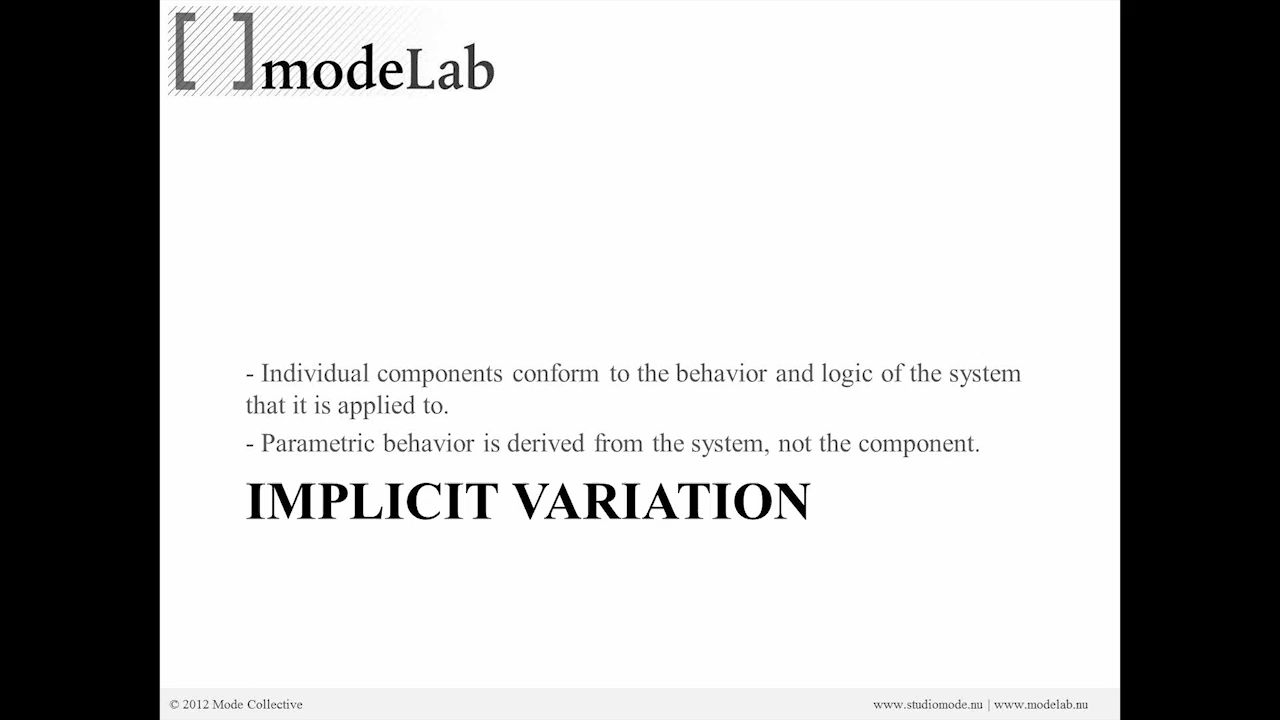 [ ] modeLab
- Individual components conform to the behavior and logic of the system
that it is applied to.
- Parametric behavior is derived from the system, not the component.
IMPLICIT VARIATION
© 2012 Mode Collective
www.studiomode.nu | www.modelab.nu